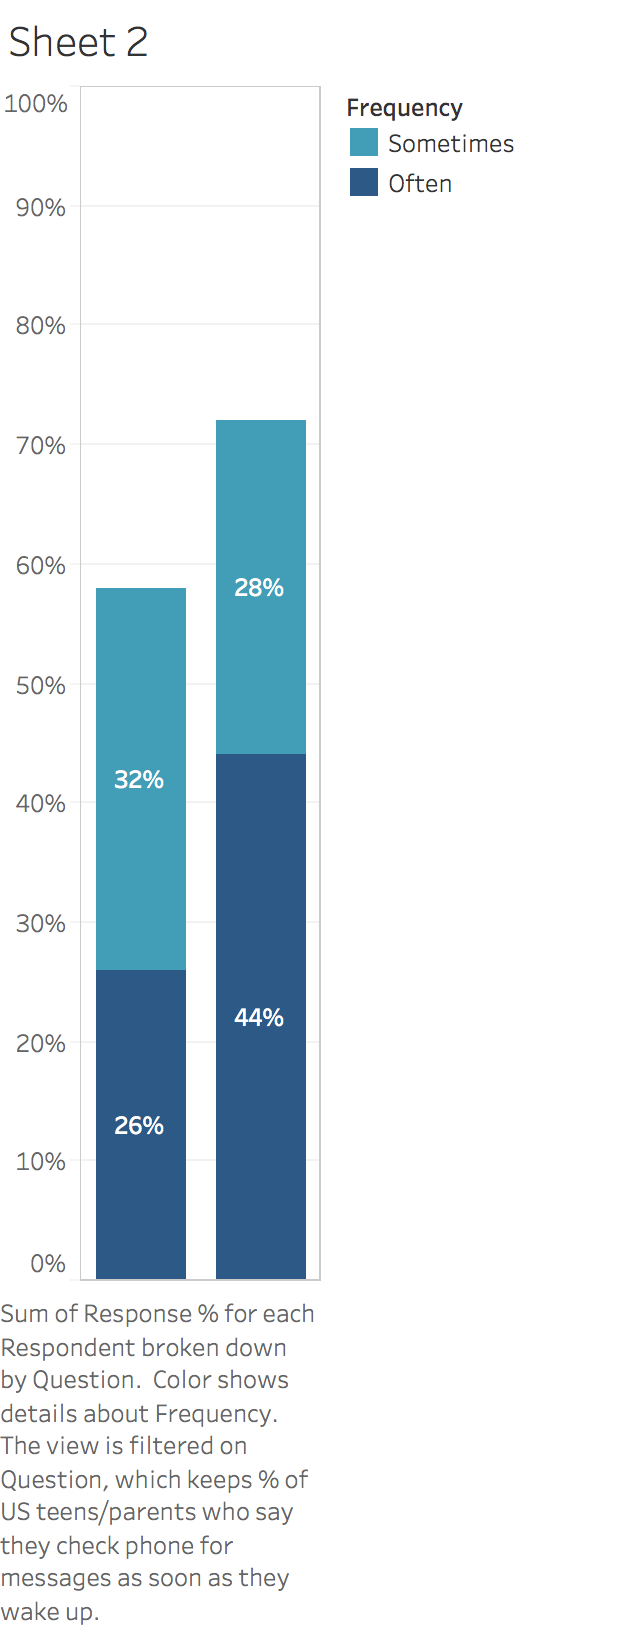 Sheet 2
100%
90%
80%
70%
60%
50%
40%
30%
20%
10%
0%
32%
26%
28%
44%
Frequency
Sometimes
Often
Sum of Response % for each
Respondent broken down
by Question.  Color shows
details about Frequency.
The view is filtered on
Question, which keeps % of
US teens/parents who say
they check phone for
messages as soon as they
wake up.